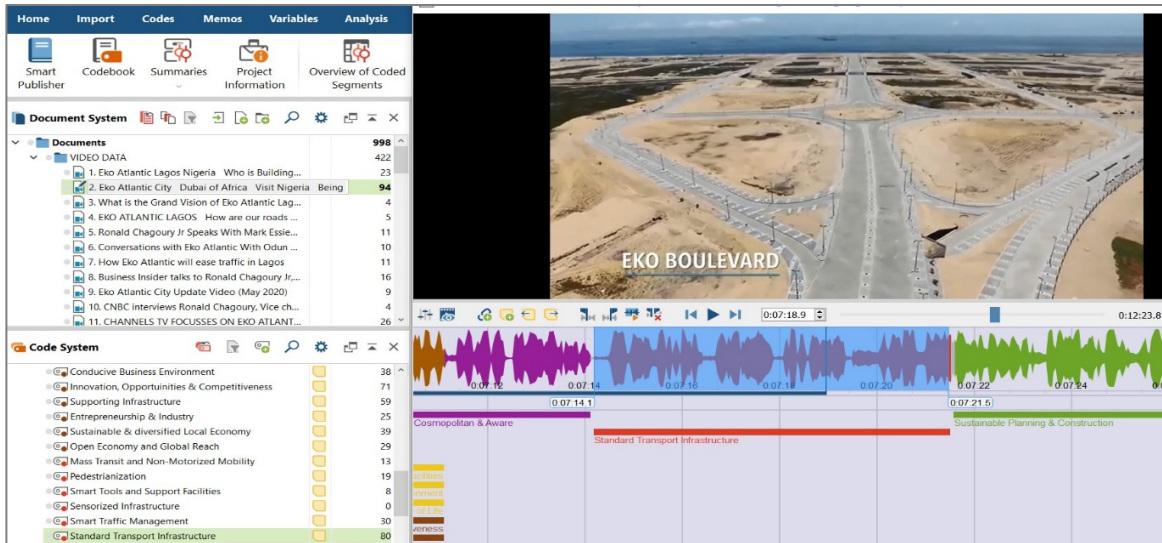 Home Import Codes Memos Variables Analysis
Smart Publisher
Codebook
Summaries
Project Information
Overview of Coded Segments
Document System
Documents 998
VIDEO DATA 422
1. Eko Atlantic Lagos Nigeria Who is Building... 23
2. Eko Atlantic City Dubai of Africa Visit Nigeria Being 94
3. What is the Grand Vision of Eko Atlantic Lag... 4
4. EKO ATLANTIC LAGOS How are our roads ... 5
5. Ronald Chagoury Jr Speaks With Mark Essie... 11
6. Conversations with Eko Atlantic With Odun ... 10
7. How Eko Atlantic will ease traffic in Lagos 11
8. Business Insider talks to Ronald Chagoury Jr,... 16
9. Eko Atlantic City Update Video (May 2020) 9
10. CNBC interviews Ronald Chagoury, Vice ch... 4
11. CHANNELS TV FOCUSSES ON EKO ATLANT... 26
Code System
Conducive Business Environment 38
Innovation, Opportuinities & Competitiveness 71
Supporting Infrastructure 59
Entrepreneurship & Industry 25
Sustainable & diversified Local Economy 39
Open Economy and Global Reach 29
Mass Transit and Non-Motorized Mobility 13
Pedestrianization 19
Smart Tools and Support Facilities 8
Sensorized Infrastructure 0
Smart Traffic Management 30
Standard Transport Infrastructure 80
EKO BOULEVARD
0:07:18.9 0:12:23.8
0:07:12 0:07:14 0:07:16 0:07:18 0:07:20 0:07:22 0:07:24
0:07:14.1 0:07:21.5
Cosmopolitan & Aware Sustainable Planning & Construction
Standard Transport Infrastructure
of Life